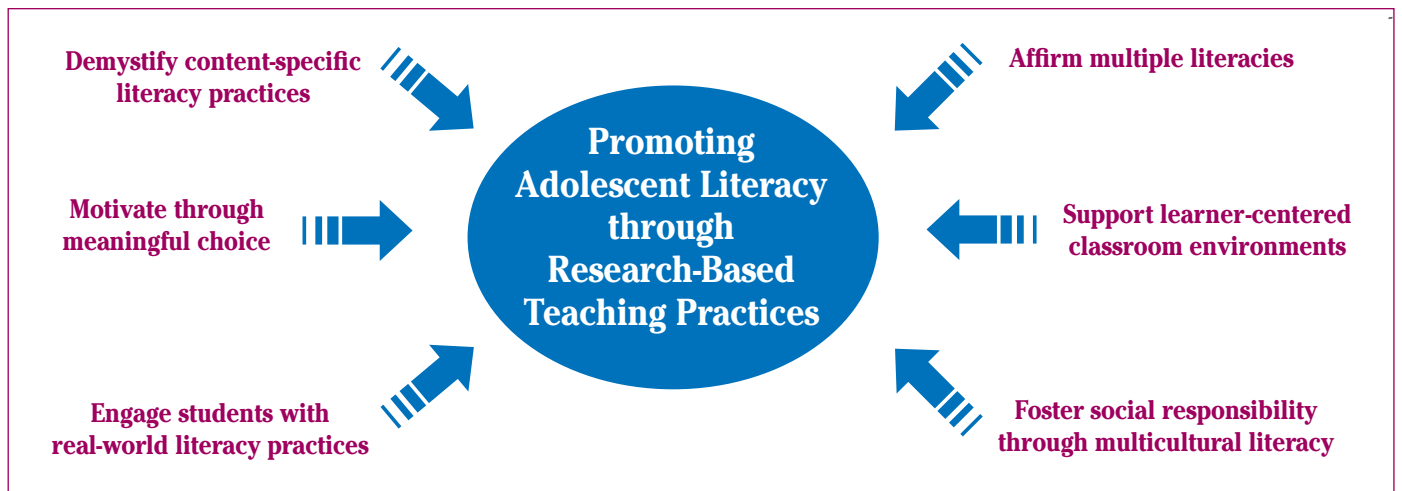 Demystify content-specific
literacy practices
Motivate through
meaningful choice
Engage students with
real-world literacy practices
Promoting
Adolescent Literacy
through
Research-Based
Teaching Practices
Affirm multiple literacies
Support learner-centered
classroom environments
Foster social responsibility
through multicultural literacy